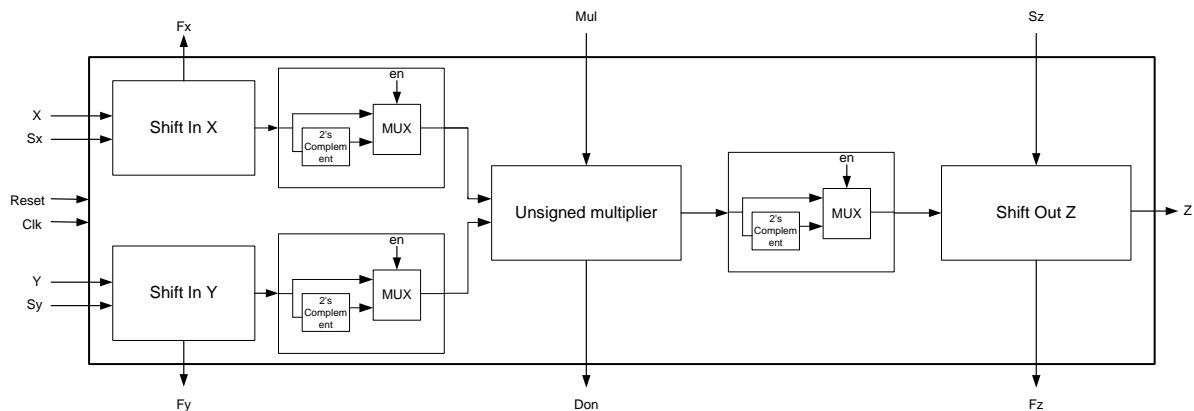 Fx
Mul
Sz
en
X
Sx
Shift In X
MUX
2's
Complem
ent
Reset
Clk
Unsigned multiplier
en
MUX
2's
Complem
ent
Shift Out Z
Z
en
Y
Sy
Shift In Y
MUX
2's
Complem
ent
Fy
Don
Fz